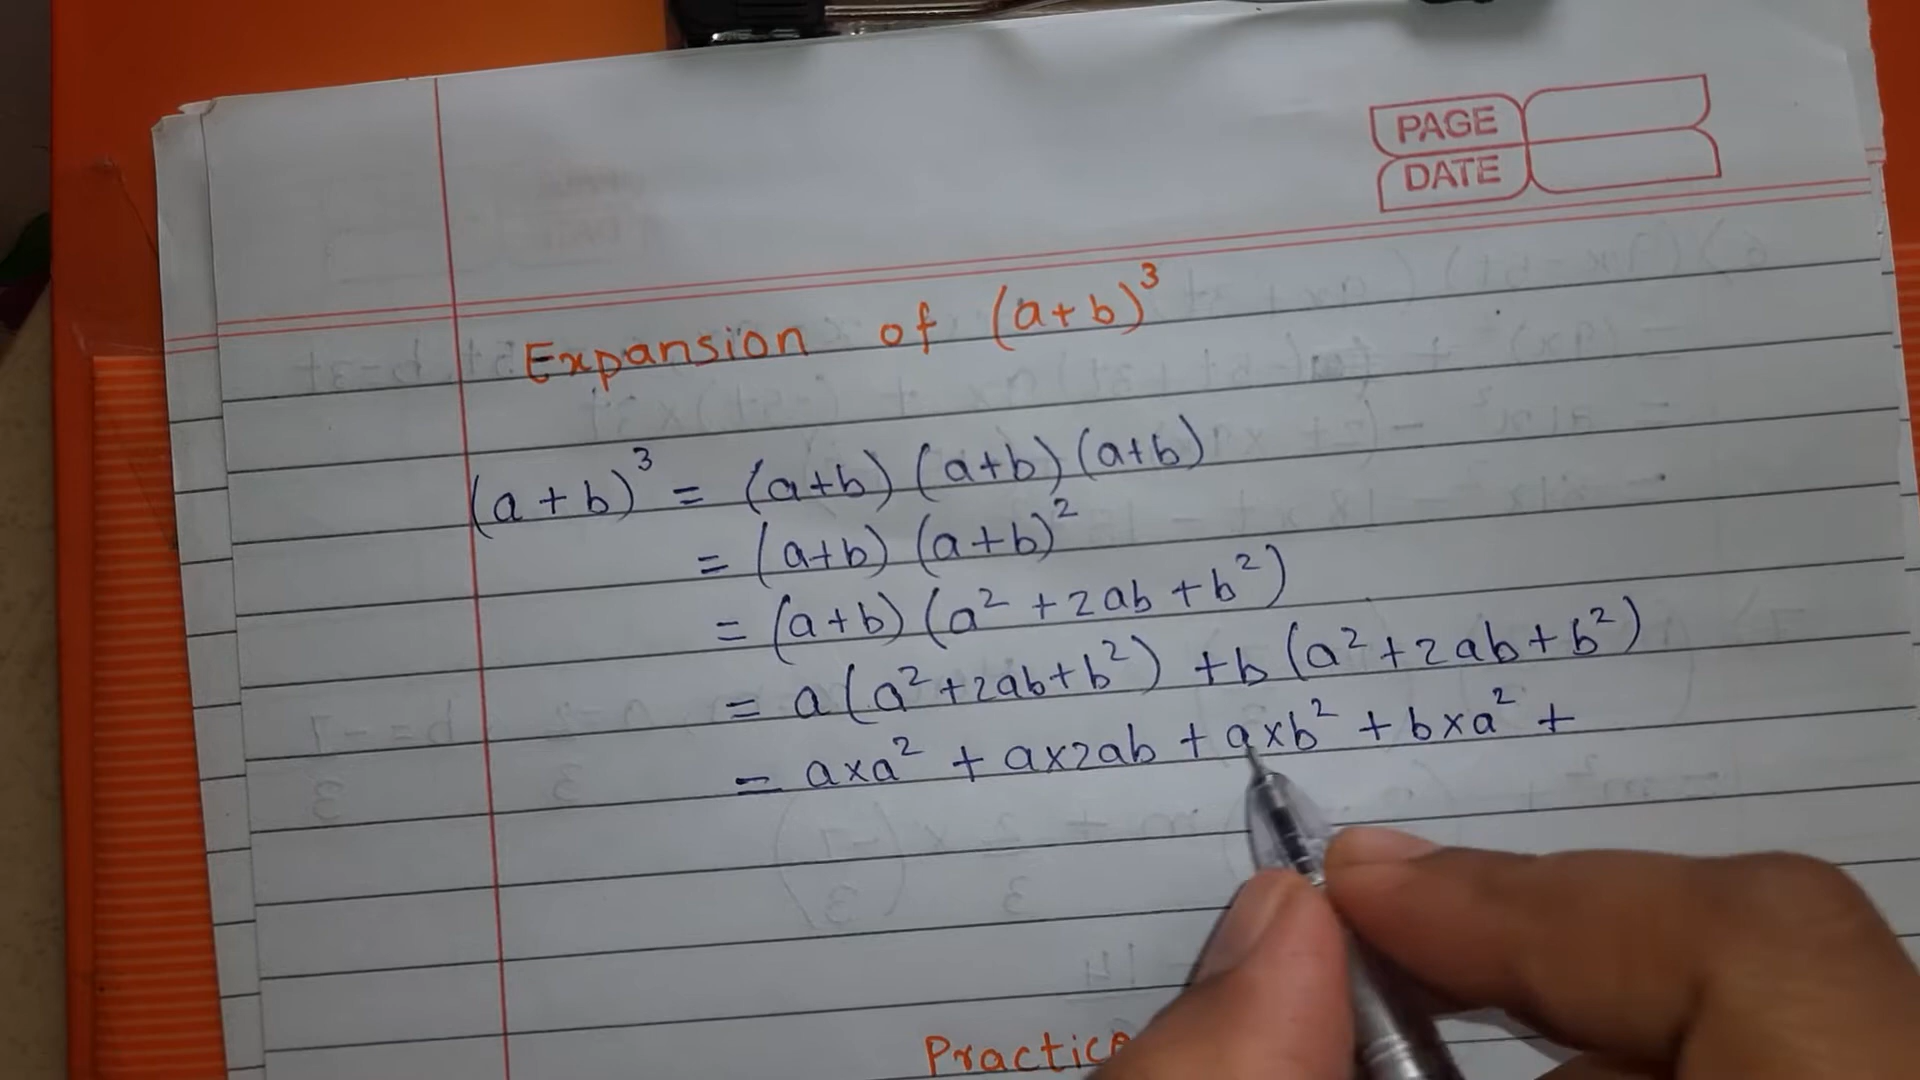 PAGE
DATE
Expansion of (a+b)³
(a+b)³ = (a+b) (a+b) (a+b)
= (a+b) (a+b)²
= (a+b) (a² + 2ab + b²)
= a(a²+2ab+b²) + b (a²+2ab+b²)
= a×a² + a×2ab + a×b² + b×a² +